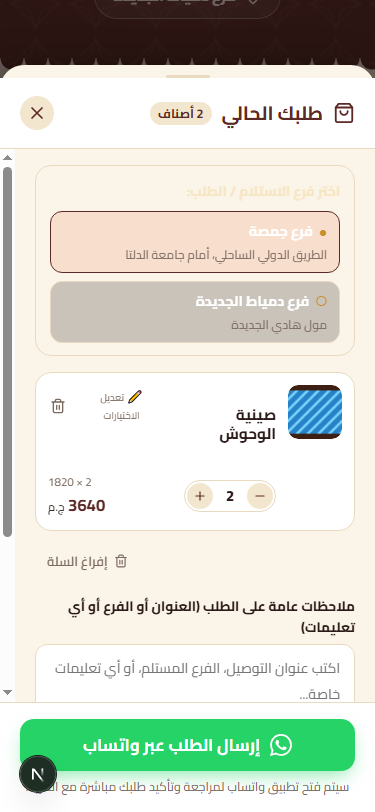 طلبك الحالي
2 أصناف
اختر فرع الاستلام / الطلب:
فرع جمصة
الطريق الدولي الساحلي، أمام جامعة الدلتا
فرع دمياط الجديدة
مول هادي الجديدة
صينية
الوحوش
تعديل
الاختيارات
2
1820 × 2
3640 ج.م
إفراغ السلة
ملاحظات عامة على الطلب (العنوان أو الفرع أو أي
تعليمات)
اكتب عنوان التوصيل، الفرع المستلم، أو أي تعليمات
خاصة...
إرسال الطلب عبر واتساب
سيتم فتح تطبيق واتساب لمراجعة وتأكيد طلبك مباشرة مع
N